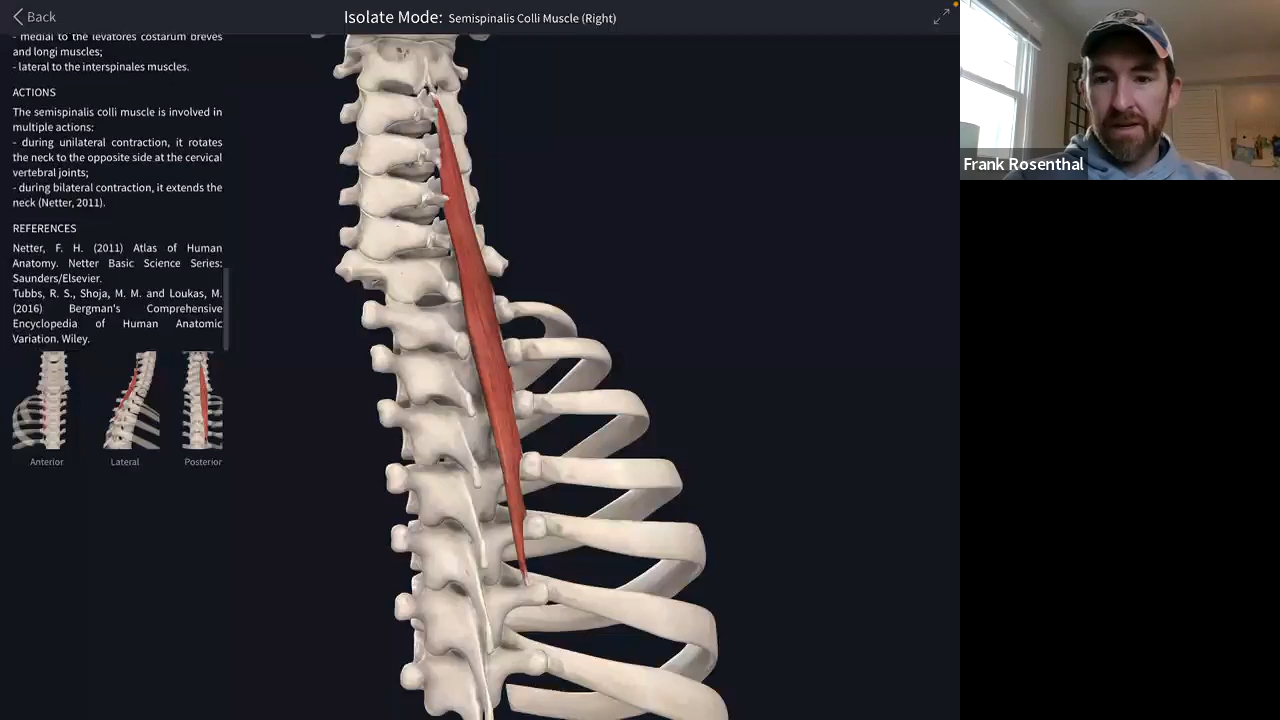 Back
Isolate Mode: Semispinalis Colli Muscle (Right)
- medial to the levatores costarum breves
and longi muscles;
- lateral to the interspinales muscles.
ACTIONS
The semispinalis colli muscle is involved in
multiple actions:
- during unilateral contraction, it rotates
the neck to the opposite side at the cervical
vertebral joints;
- during bilateral contraction, it extends the
neck (Netter, 2011).
REFERENCES
Netter, F. H. (2011) Atlas of Human
Anatomy. Netter Basic Science Series:
Saunders/Elsevier.
Tubbs, R. S., Shoja, M. M. and Loukas, M.
(2016) Bergman's Comprehensive
Encyclopedia of Human Anatomic
Variation. Wiley.
Anterior
Lateral
Posterior
Frank Rosenthal